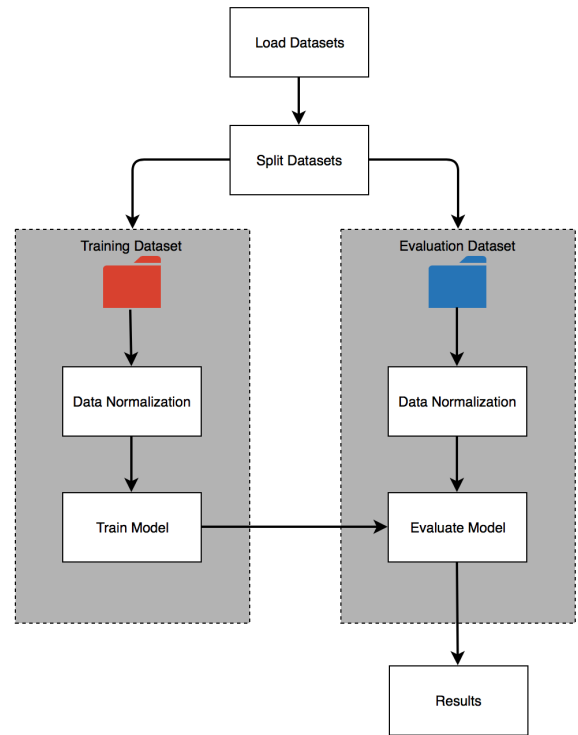 Load Datasets
Split Datasets
Training Dataset
Evaluation Dataset
Data Normalization
Data Normalization
Train Model
Evaluate Model
Results